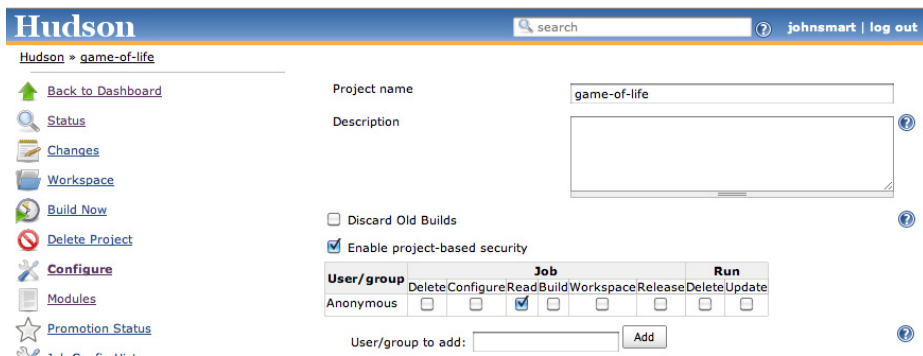 Hudson
search
johnsmart | log out
Hudson » game-of-life
Back to Dashboard
Status
Changes
Workspace
Build Now
Delete Project
Configure
Modules
Promotion Status
Project name
game-of-life
Description
Discard Old Builds
Enable project-based security
User/group Job Run
Delete Configure Read Build Workspace Release Delete Update
Anonymous
User/group to add: Add